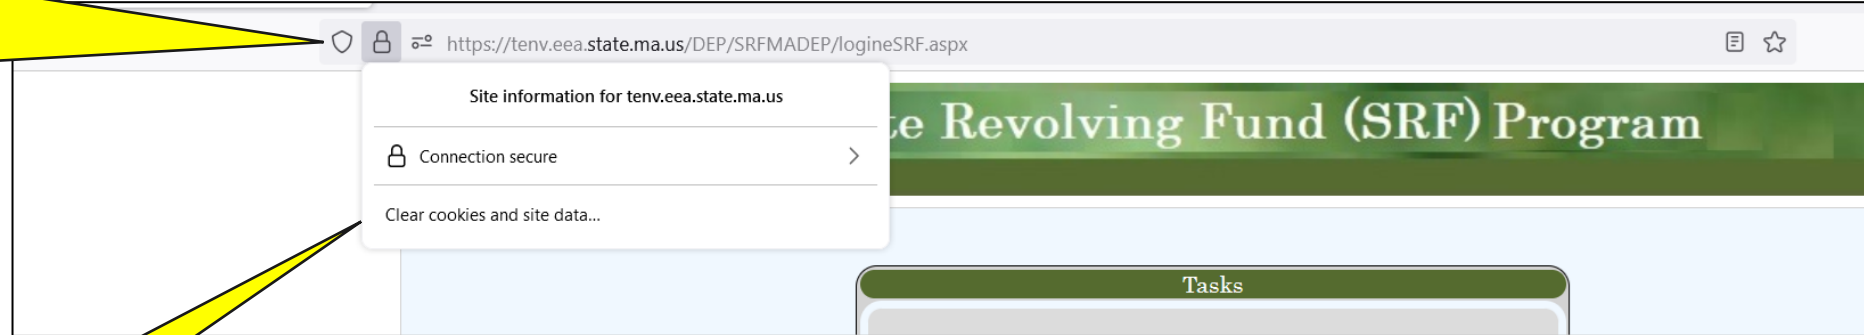 https://tenv.eea.state.ma.us/DEP/SRFMADEP/logineSRF.aspx
Site information for tenv.eea.state.ma.us
te Revolving Fund (SRF) Program
Connection secure
Clear cookies and site data...
Tasks